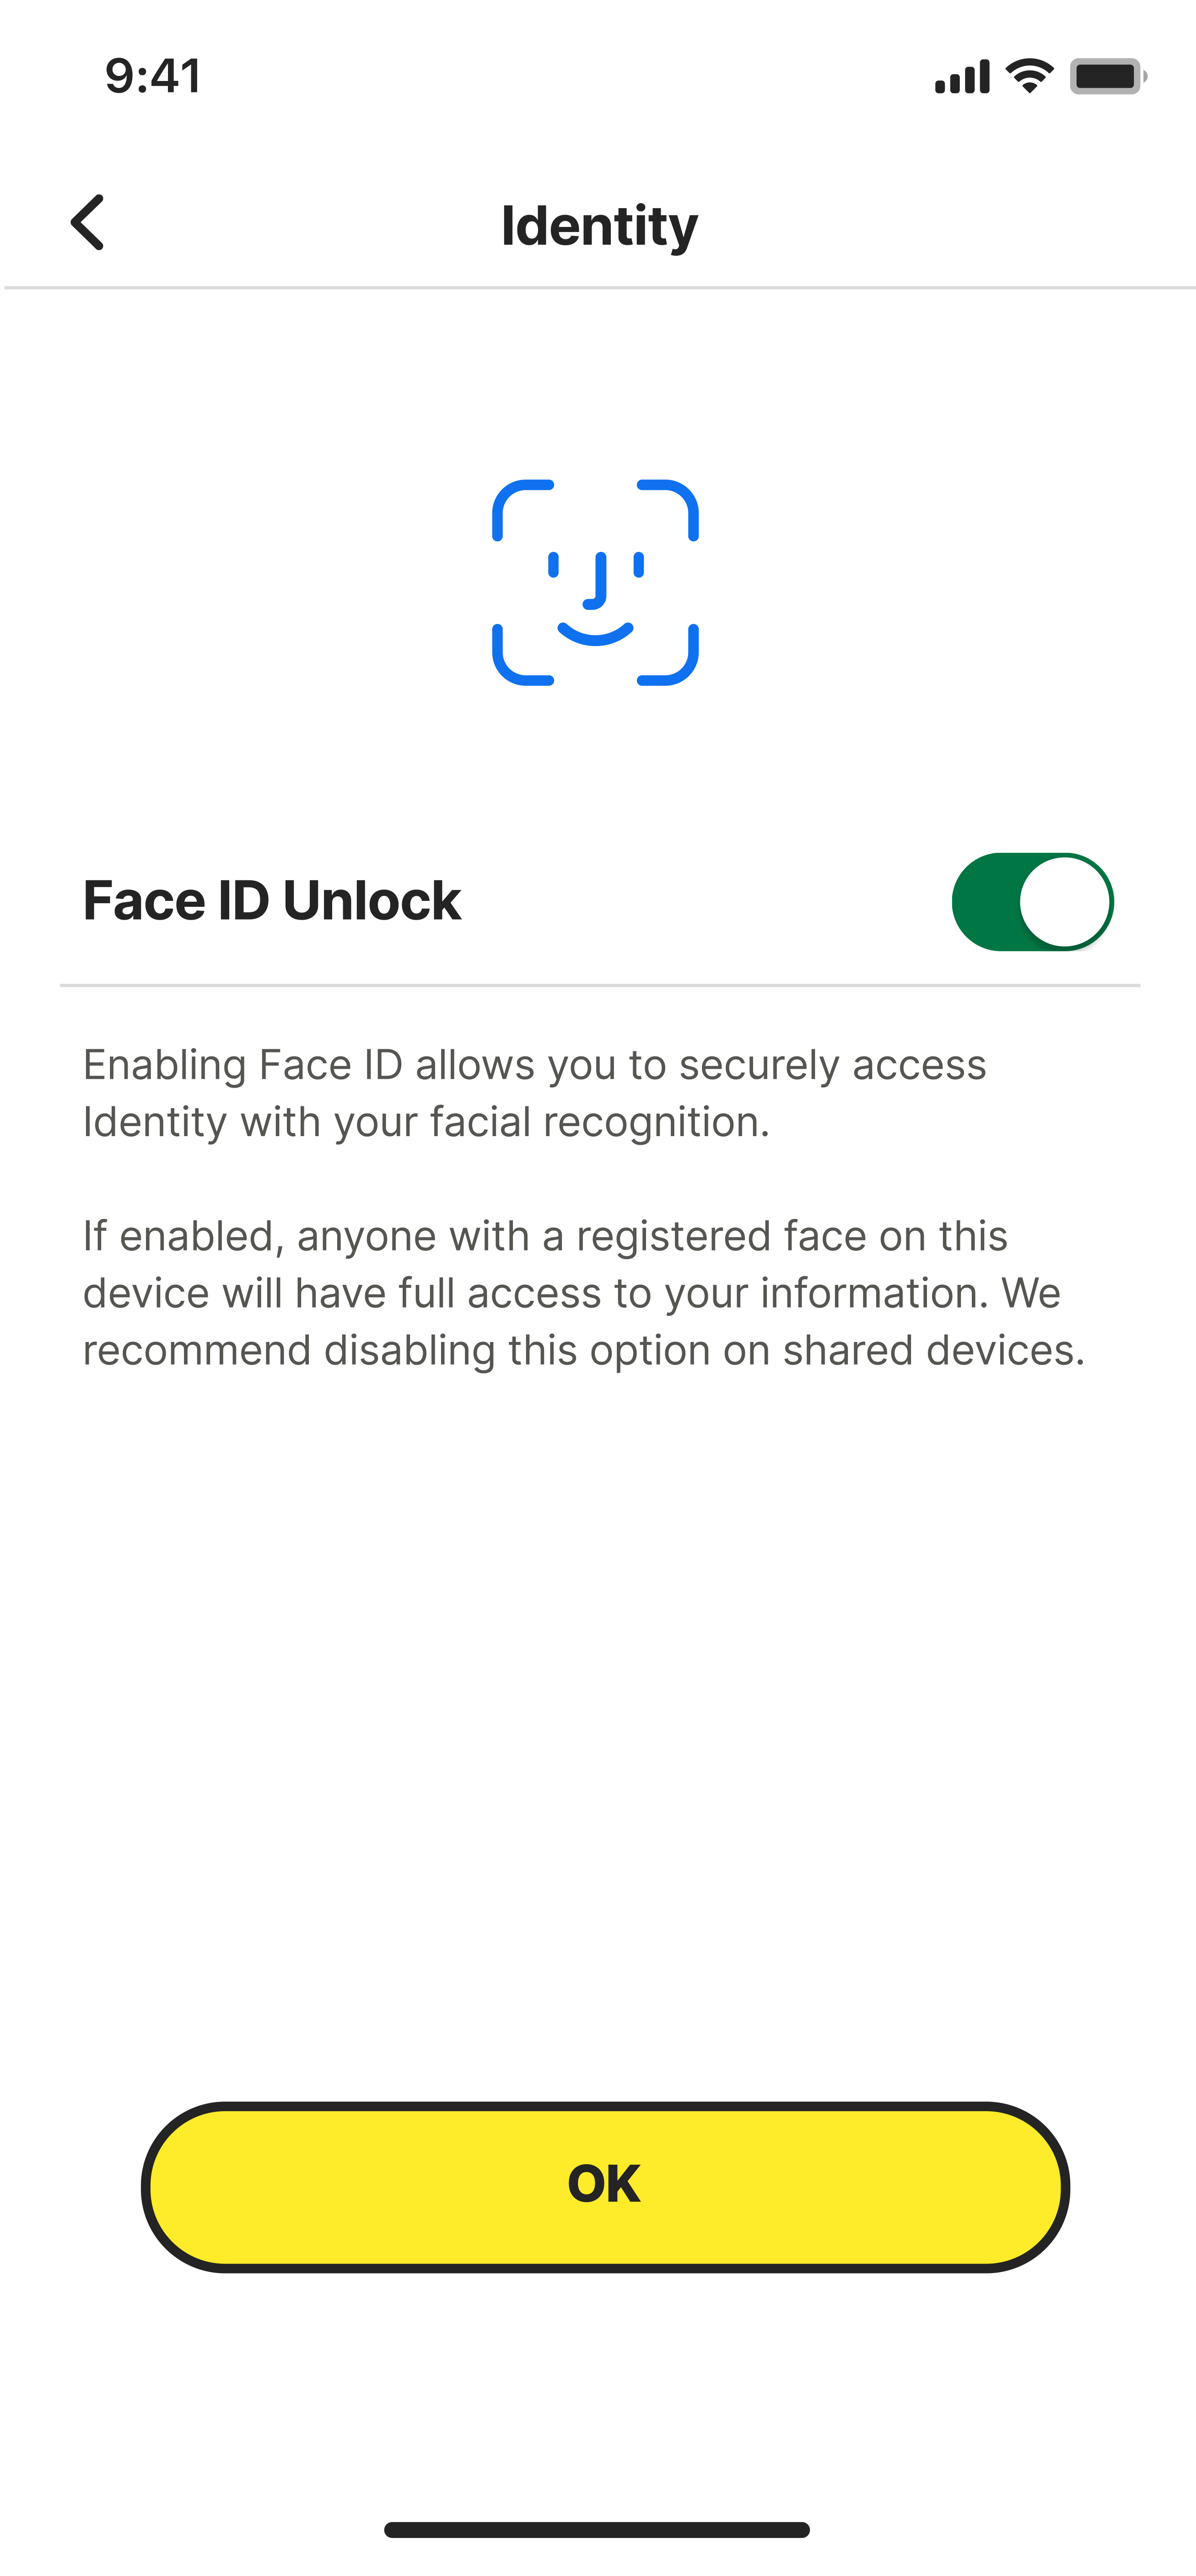 9:41
Identity
Face ID Unlock
Enabling Face ID allows you to securely access
Identity with your facial recognition.
If enabled, anyone with a registered face on this
device will have full access to your information. We
recommend disabling this option on shared devices.
OK